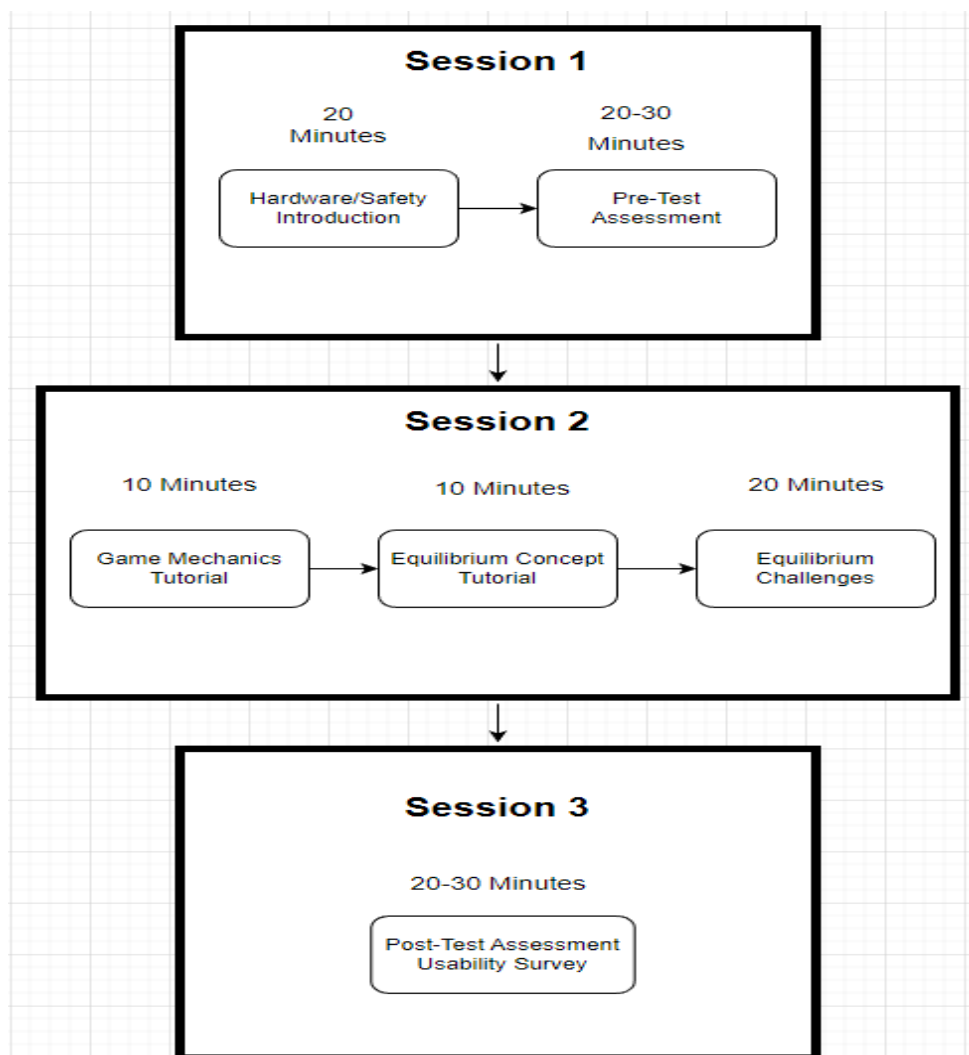 Session 1
20
Minutes
20-30
Minutes
Hardware/Safety
Introduction
Pre-Test
Assessment
Session 2
10 Minutes
10 Minutes
20 Minutes
Game Mechanics
Tutorial
Equilibrium Concept
Tutorial
Equilibrium
Challenges
Session 3
20-30 Minutes
Post-Test Assessment
Usability Survey